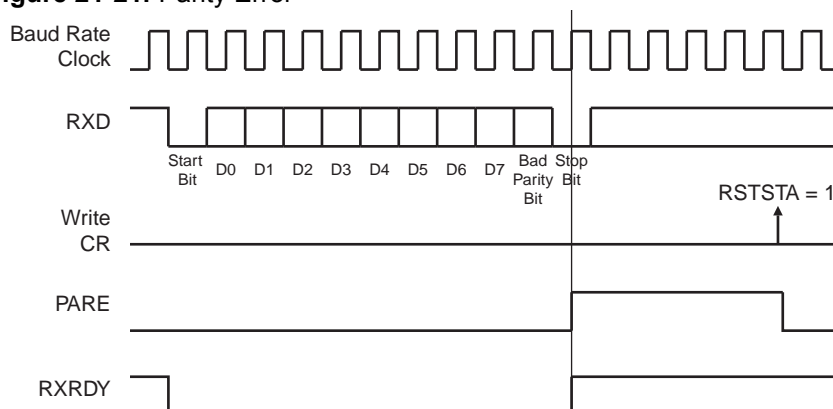 Figure 21-21. Parity Error
Baud Rate
Clock
RXD
Start
Bit
D0 D1 D2 D3 D4 D5 D6 D7
Bad
Parity
Bit
Stop
Bit
RSTSTA = 1
Write
CR
PARE
RXRDY